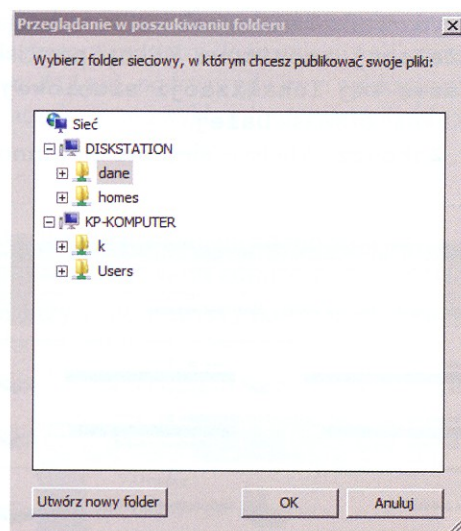 Przeglądanie w poszukiwaniu folderu
Wybierz folder sieciowy, w którym chcesz publikować swoje pliki:
Sieć
DISKSTATION
dane
homes
KP-KOMPUTER
k
Users
Utwórz nowy folder
OK
Anuluj